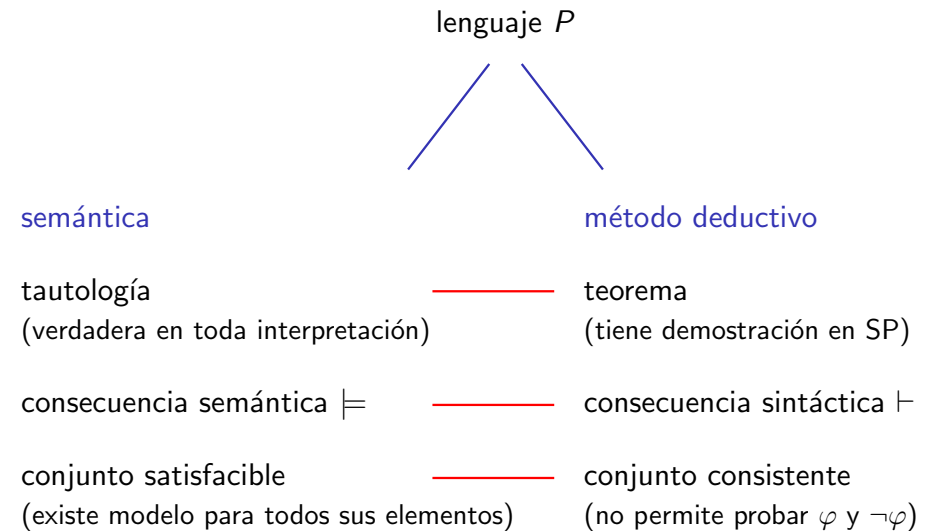 lenguaje P
semántica
método deductivo
tautología
teorema
(verdadera en toda interpretación)
(tiene demostración en SP)
consecuencia semántica ⊨
consecuencia sintáctica ⊢
conjunto satisfacible
conjunto consistente
(existe modelo para todos sus elementos)
(no permite probar φ y ¬φ)